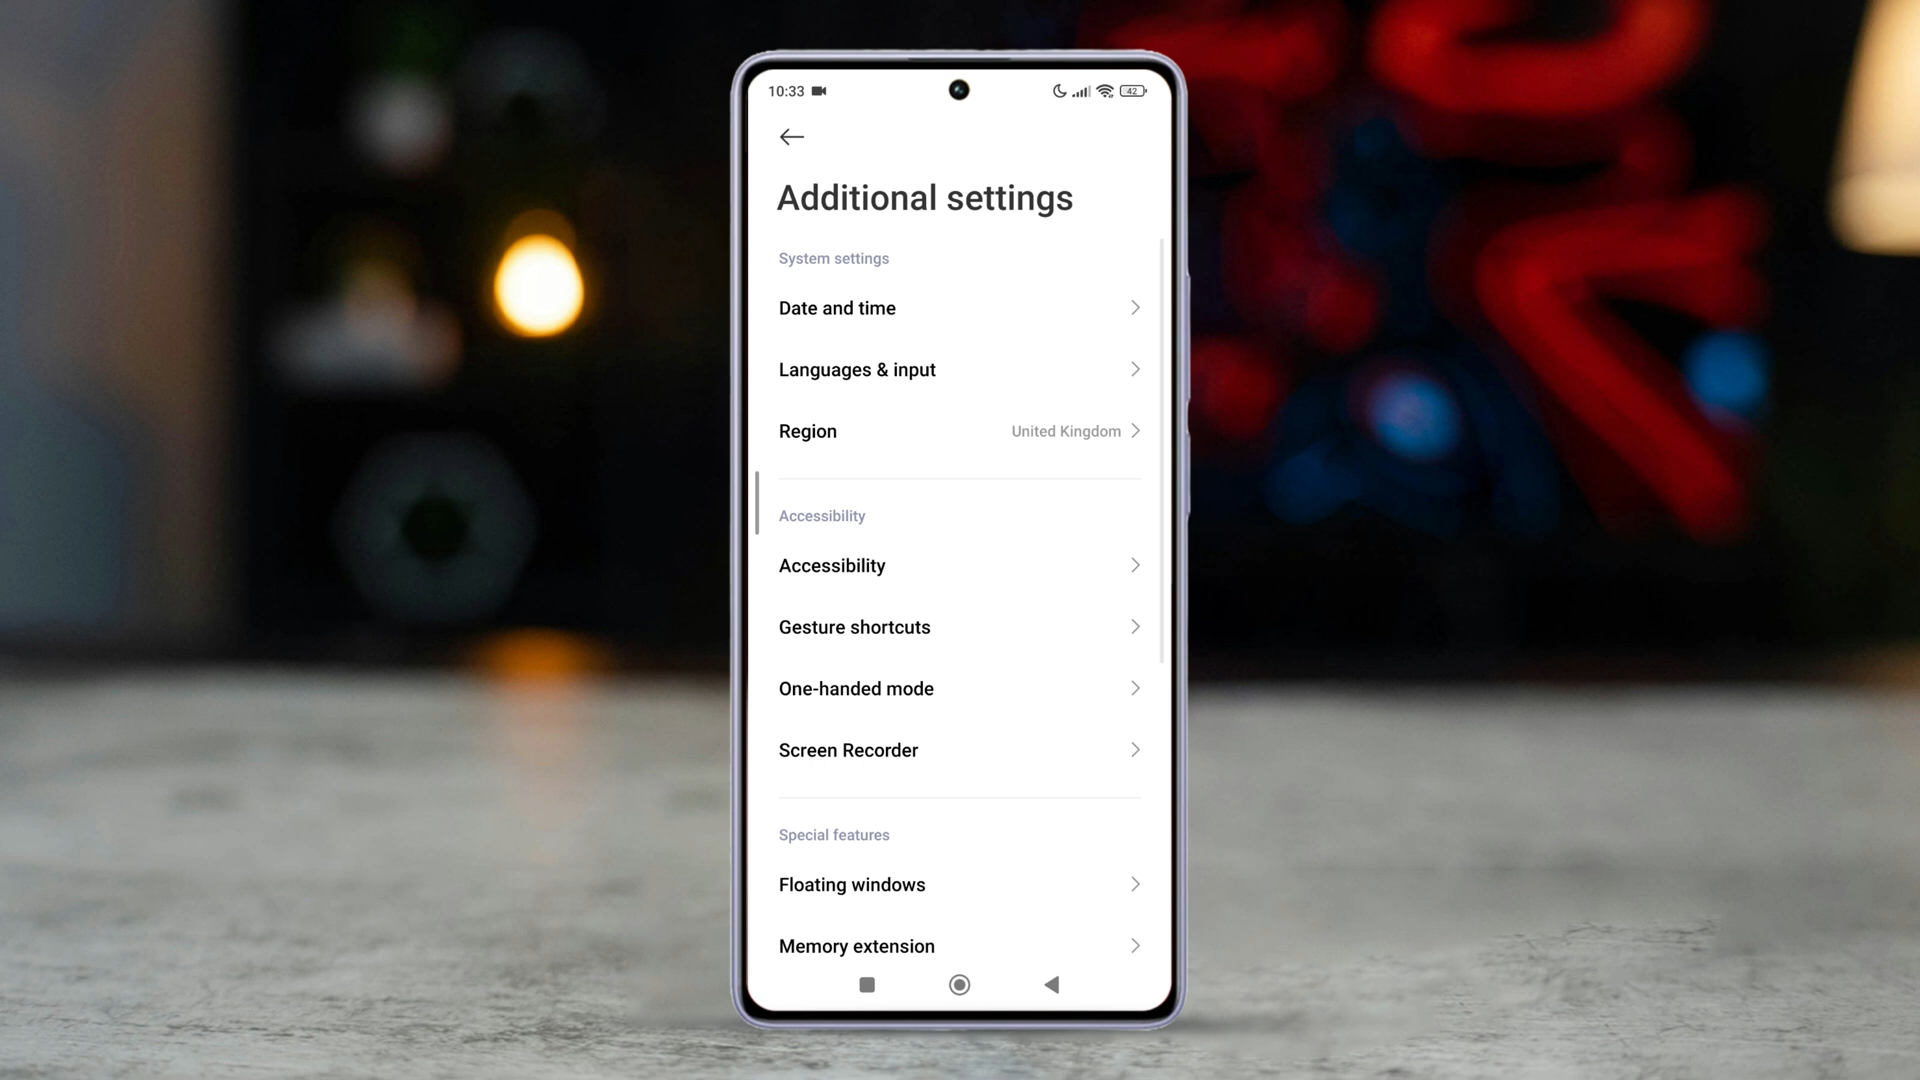 10:33
42
Additional settings
System settings
Date and time
Languages & input
Region United Kingdom
Accessibility
Accessibility
Gesture shortcuts
One-handed mode
Screen Recorder
Special features
Floating windows
Memory extension